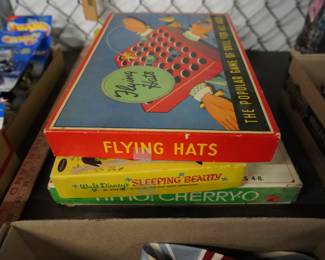 Flying
Hats
THE POPULAR GAME OF SKILL FOR ALL AGES
FLYING HATS
Walt Disney's SLEEPING BEAUTY
HI-HO! CHERRY-O